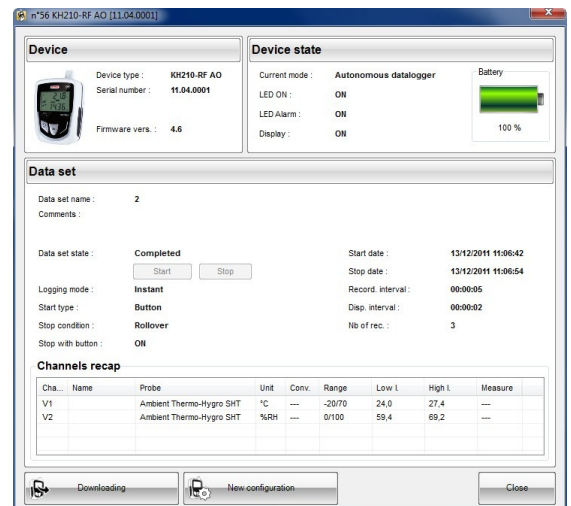 n°56 KH210-RF AO [11.04.0001]
Device
Device type : KH210-RF AO
Serial number : 11.04.0001
Firmware vers. : 4.6
Device state
Current mode : Autonomous datalogger
LED ON : ON
LED Alarm : ON
Display : ON
Battery
100 %
Data set
Data set name : 2
Comments :
Data set state : Completed
Start Stop
Logging mode : Instant
Start type : Button
Stop condition : Rollover
Stop with button : ON
Start date : 13/12/2011 11:06:42
Stop date : 13/12/2011 11:06:54
Record. interval : 00:00:05
Disp. interval : 00:00:02
Nb of rec. : 3
Channels recap
Cha... Name Probe Unit Conv. Range Low l. High l. Measure
V1 Ambient Thermo-Hygro SHT °C --- -20/70 24,0 27,4 ---
V2 Ambient Thermo-Hygro SHT %RH --- 0/100 59,4 69,2 ---
Downloading New configuration Close